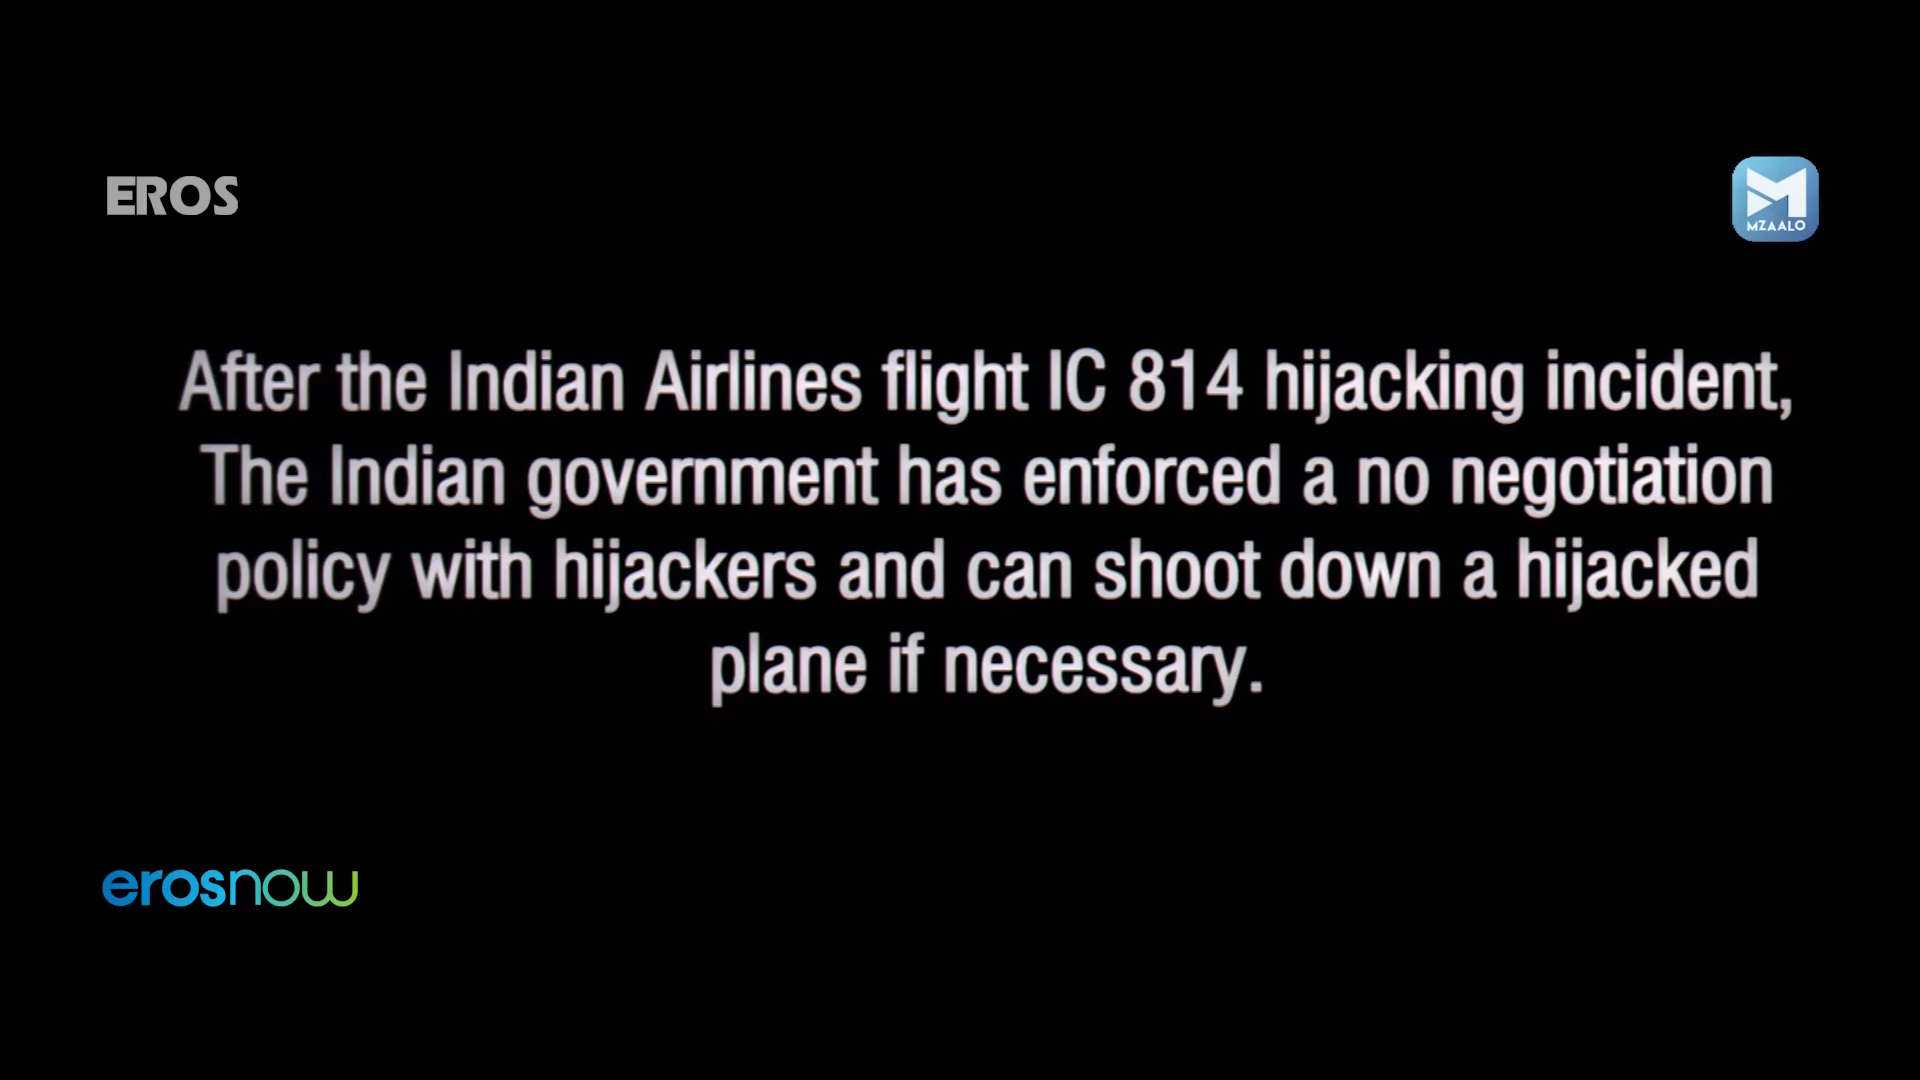 EROS
MZAALO
After the Indian Airlines flight IC 814 hijacking incident,
The Indian government has enforced a no negotiation
policy with hijackers and can shoot down a hijacked
plane if necessary.
erosnow